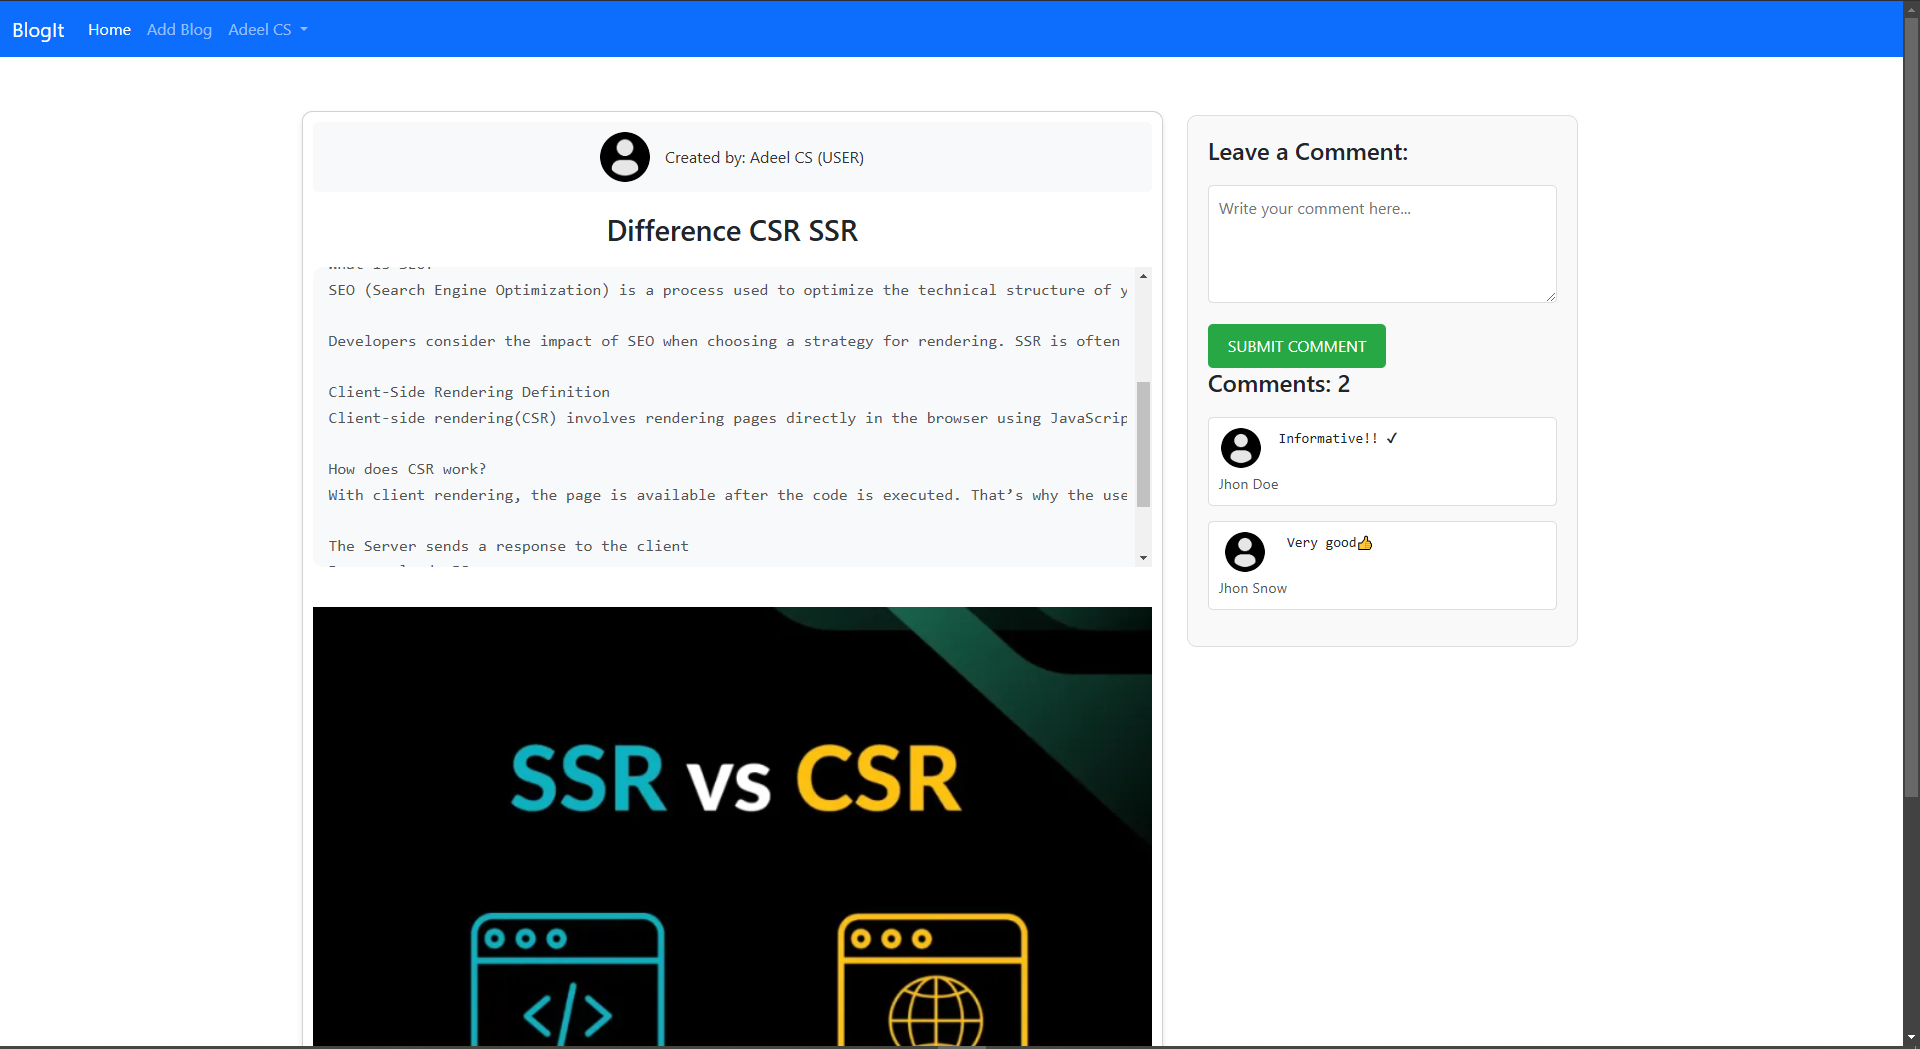 BlogIt Home Add Blog Adeel CS
Created by: Adeel CS (USER)
Difference CSR SSR
What is SEO?
SEO (Search Engine Optimization) is a process used to optimize the technical structure of y
Developers consider the impact of SEO when choosing a strategy for rendering. SSR is often
Client-Side Rendering Definition
Client-side rendering(CSR) involves rendering pages directly in the browser using JavaScrip
How does CSR work?
With client rendering, the page is available after the code is executed. That’s why the use
The Server sends a response to the client
SSR vs CSR
</>
Leave a Comment:
Write your comment here...
SUBMIT COMMENT
Comments: 2
Informative!! ✓
Jhon Doe
Very good👍
Jhon Snow